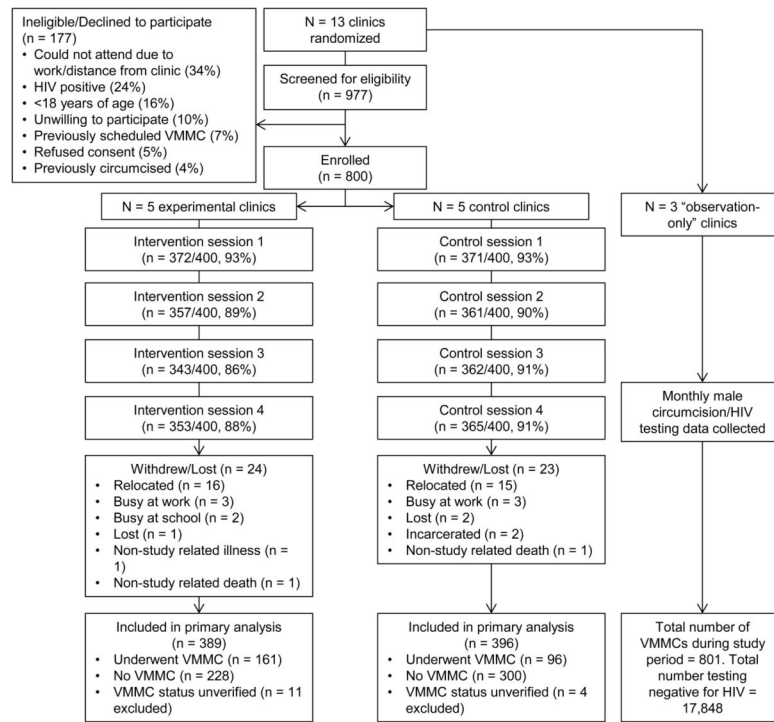 Ineligible/Declined to participate
(n = 177)
• Could not attend due to
work/distance from clinic (34%)
• HIV positive (24%)
• <18 years of age (16%)
• Unwilling to participate (10%)
• Previously scheduled VMMC (7%)
• Refused consent (5%)
• Previously circumcised (4%)
N = 13 clinics
randomized
Screened for eligibility
(n = 977)
Enrolled
(n = 800)
N = 5 experimental clinics
N = 5 control clinics
N = 3 “observation-
only” clinics
Intervention session 1
(n = 372/400, 93%)
Control session 1
(n = 371/400, 93%)
Intervention session 2
(n = 357/400, 89%)
Control session 2
(n = 361/400, 90%)
Intervention session 3
(n = 343/400, 86%)
Control session 3
(n = 362/400, 91%)
Intervention session 4
(n = 353/400, 88%)
Control session 4
(n = 365/400, 91%)
Monthly male
circumcision/HIV
testing data collected
Withdrew/Lost (n = 24)
• Relocated (n = 16)
• Busy at work (n = 3)
• Busy at school (n = 2)
• Lost (n = 1)
• Non-study related illness (n =
1)
• Non-study related death (n = 1)
Withdrew/Lost (n = 23)
• Relocated (n = 15)
• Busy at work (n = 3)
• Lost (n = 2)
• Incarcerated (n = 2)
• Non-study related death (n = 1)
Included in primary analysis
(n = 389)
• Underwent VMMC (n = 161)
• No VMMC (n = 228)
• VMMC status unverified (n = 11
excluded)
Included in primary analysis
(n = 396)
• Underwent VMMC (n = 96)
• No VMMC (n = 300)
• VMMC status unverified (n = 4
excluded)
Total number of
VMMCs during study
period = 801. Total
number testing
negative for HIV =
17,848